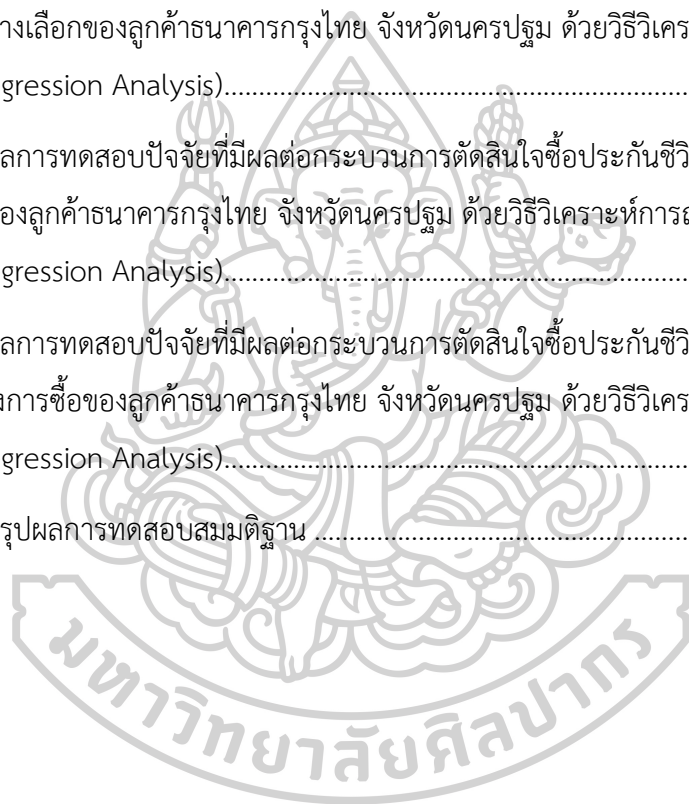 างเลือกของลูกค้าธนาคารกรุงไทย จังหวัดนครปฐม ด้วยวิธีวิเคร
gression Analysis)
ลการทดสอบปัจจัยที่มีผลต่อกระบวนการตัดสินใจซื้อประกันชีวิ
องลูกค้าธนาคารกรุงไทย จังหวัดนครปฐม ด้วยวิธีวิเคราะห์การถ
gression Analysis)
ลการทดสอบปัจจัยที่มีผลต่อกระบวนการตัดสินใจซื้อประกันชีวิ
งการซื้อของลูกค้าธนาคารกรุงไทย จังหวัดนครปฐม ด้วยวิธีวิเคร
gression Analysis)
รุปผลการทดสอบสมมติฐาน
มหาวิทยาลัยศิลปากร